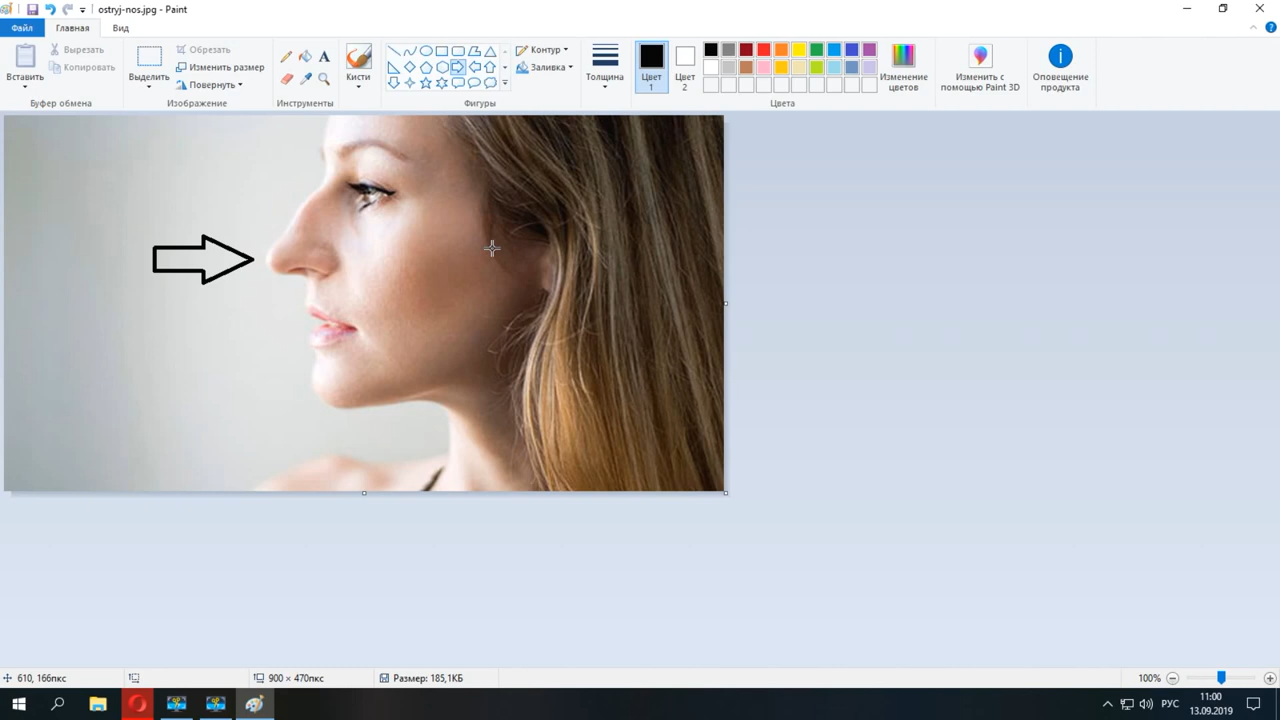 ostryj-nos.jpg - Paint
Файл Главная Вид
Вставить
Вырезать
Копировать
Буфер обмена
Выделить
Обрезать
Изменить размер
Повернуть
Изображение
A
Инструменты
Кисти
Контур
Заливка
Фигуры
Толщина
Цвет 1
Цвет 2
Изменение цветов
Цвета
Изменить с помощью Paint 3D
Оповещение продукта
610, 166пкс
900 × 470пкс
Размер: 185,1КБ
100%
РУС
11:00
13.09.2019